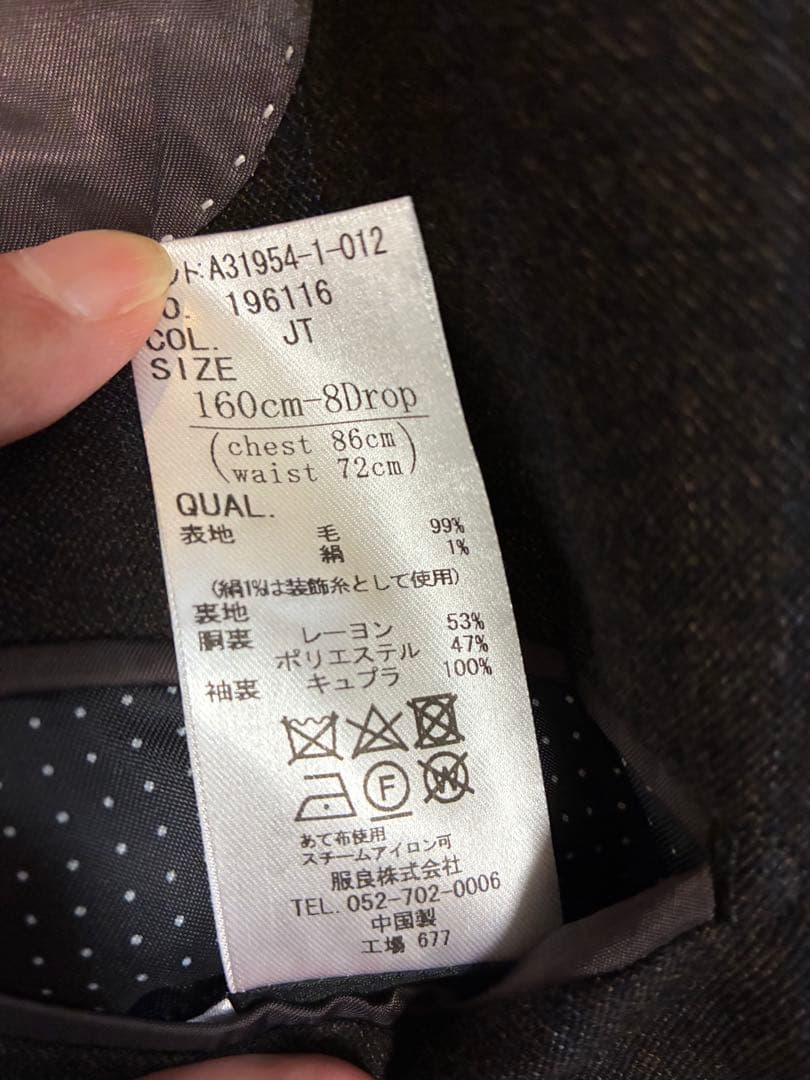 ト:A31954-1-012
O. 196116
COL. JT
SIZE
160cm-8Drop
(chest 86cm
waist 72cm)
QUAL.
表地 毛 99%
絹 1%
(絹1%は装飾糸として使用)
裏地
胴裏 レーヨン 53%
ポリエステル 47%
袖裏 キュプラ 100%
F W
あて布使用
スチームアイロン可
服良株式会社
TEL. 052-702-0006
中国製
工場 677